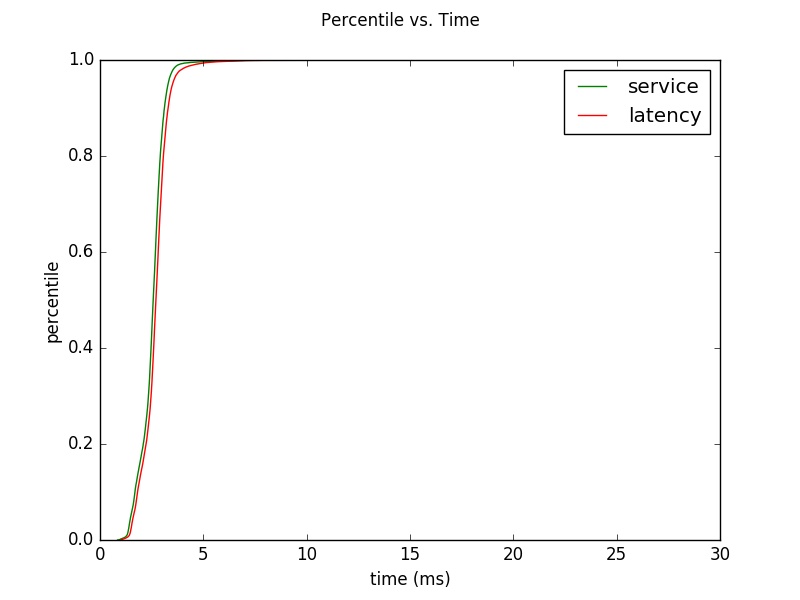 Percentile vs. Time
1.0
0.8
0.6
0.4
0.2
0.0
percentile
service
latency
0 5 10 15 20 25 30
time (ms)